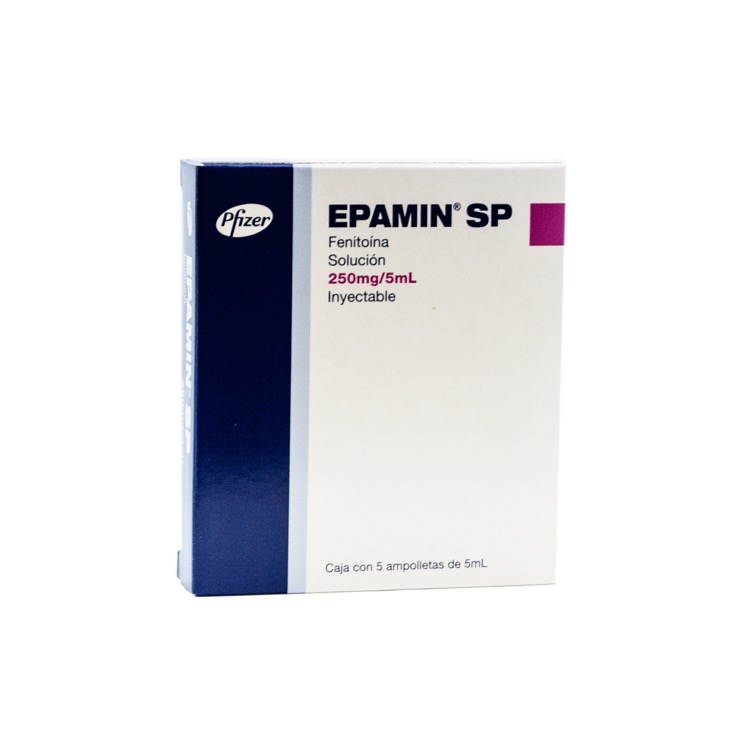 Pfizer
EPAMIN® SP
Fenitoína
Solución
250mg/5mL
Inyectable
Caja con 5 ampolletas de 5mL
EPAMIN® SP